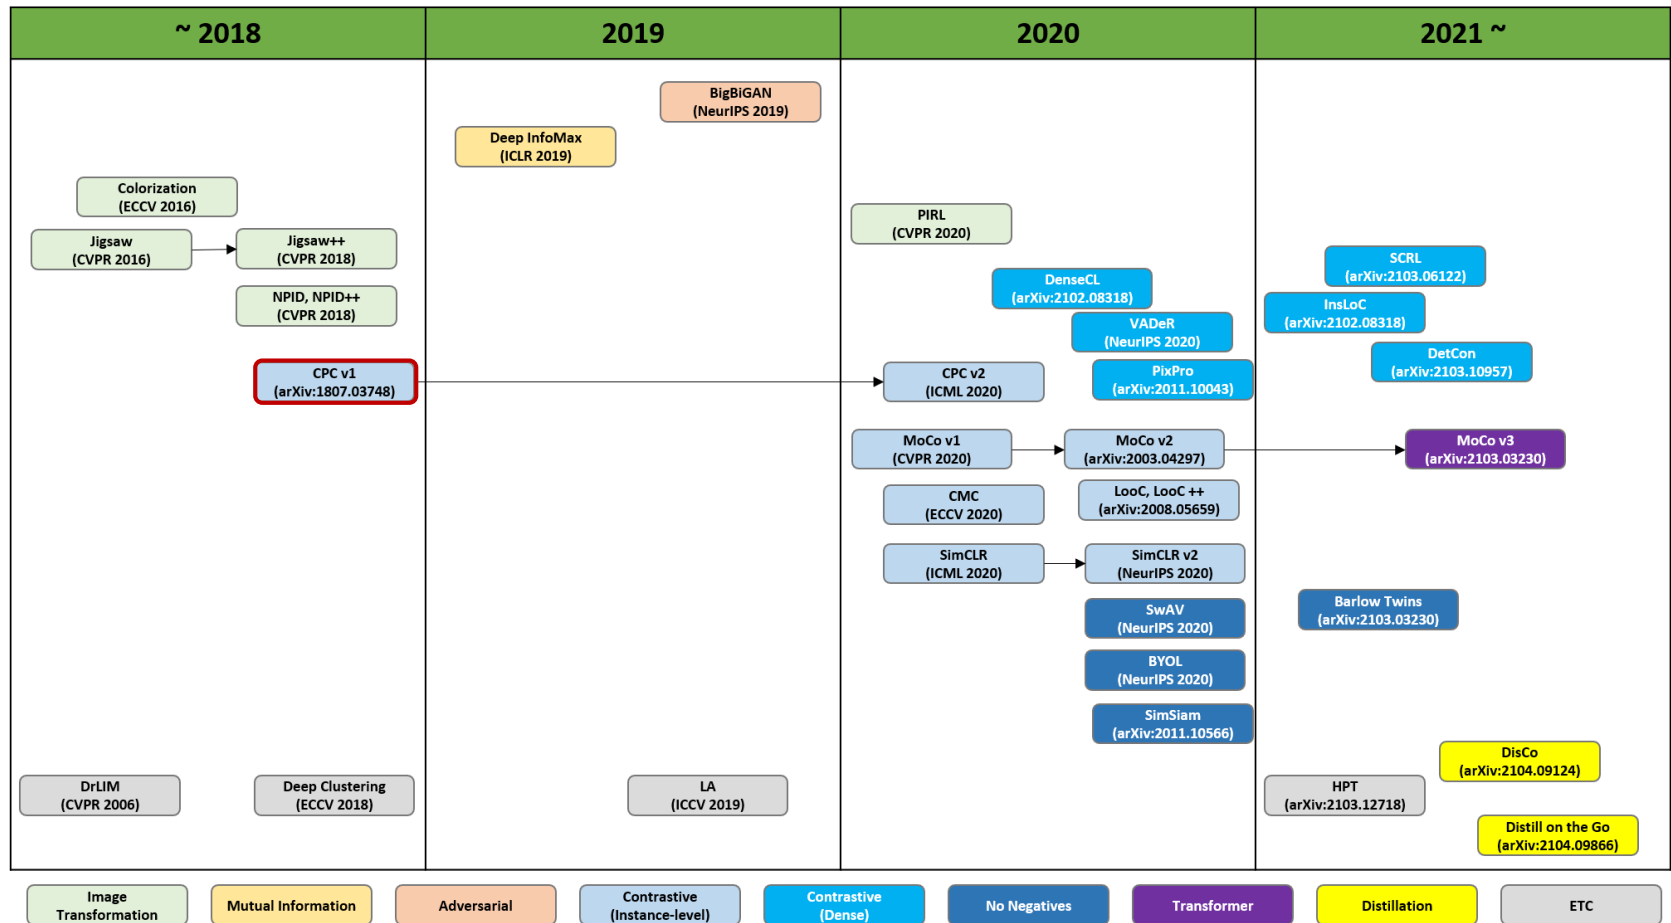 ~ 2018
2019
2020
2021 ~
BigBiGAN
(NeurIPS 2019)
Deep InfoMax
(ICLR 2019)
Colorization
(ECCV 2016)
Jigsaw
(CVPR 2016)
Jigsaw++
(CVPR 2018)
NPID, NPID++
(CVPR 2018)
CPC v1
(arXiv:1807.03748)
DrLIM
(CVPR 2006)
Deep Clustering
(ECCV 2018)
LA
(ICCV 2019)
PIRL
(CVPR 2020)
DenseCL
(arXiv:2102.08318)
VADeR
(NeurIPS 2020)
CPC v2
(ICML 2020)
PixPro
(arXiv:2011.10043)
MoCo v1
(CVPR 2020)
MoCo v2
(arXiv:2003.04297)
CMC
(ECCV 2020)
LooC, LooC ++
(arXiv:2008.05659)
SimCLR
(ICML 2020)
SimCLR v2
(NeurIPS 2020)
SwAV
(NeurIPS 2020)
BYOL
(NeurIPS 2020)
SimSiam
(arXiv:2011.10566)
SCRL
(arXiv:2103.06122)
InsLoC
(arXiv:2102.08318)
DetCon
(arXiv:2103.10957)
MoCo v3
(arXiv:2103.03230)
Barlow Twins
(arXiv:2103.03230)
DisCo
(arXiv:2104.09124)
HPT
(arXiv:2103.12718)
Distill on the Go
(arXiv:2104.09866)
Image
Transformation
Mutual Information
Adversarial
Contrastive
(Instance-level)
Contrastive
(Dense)
No Negatives
Transformer
Distillation
ETC